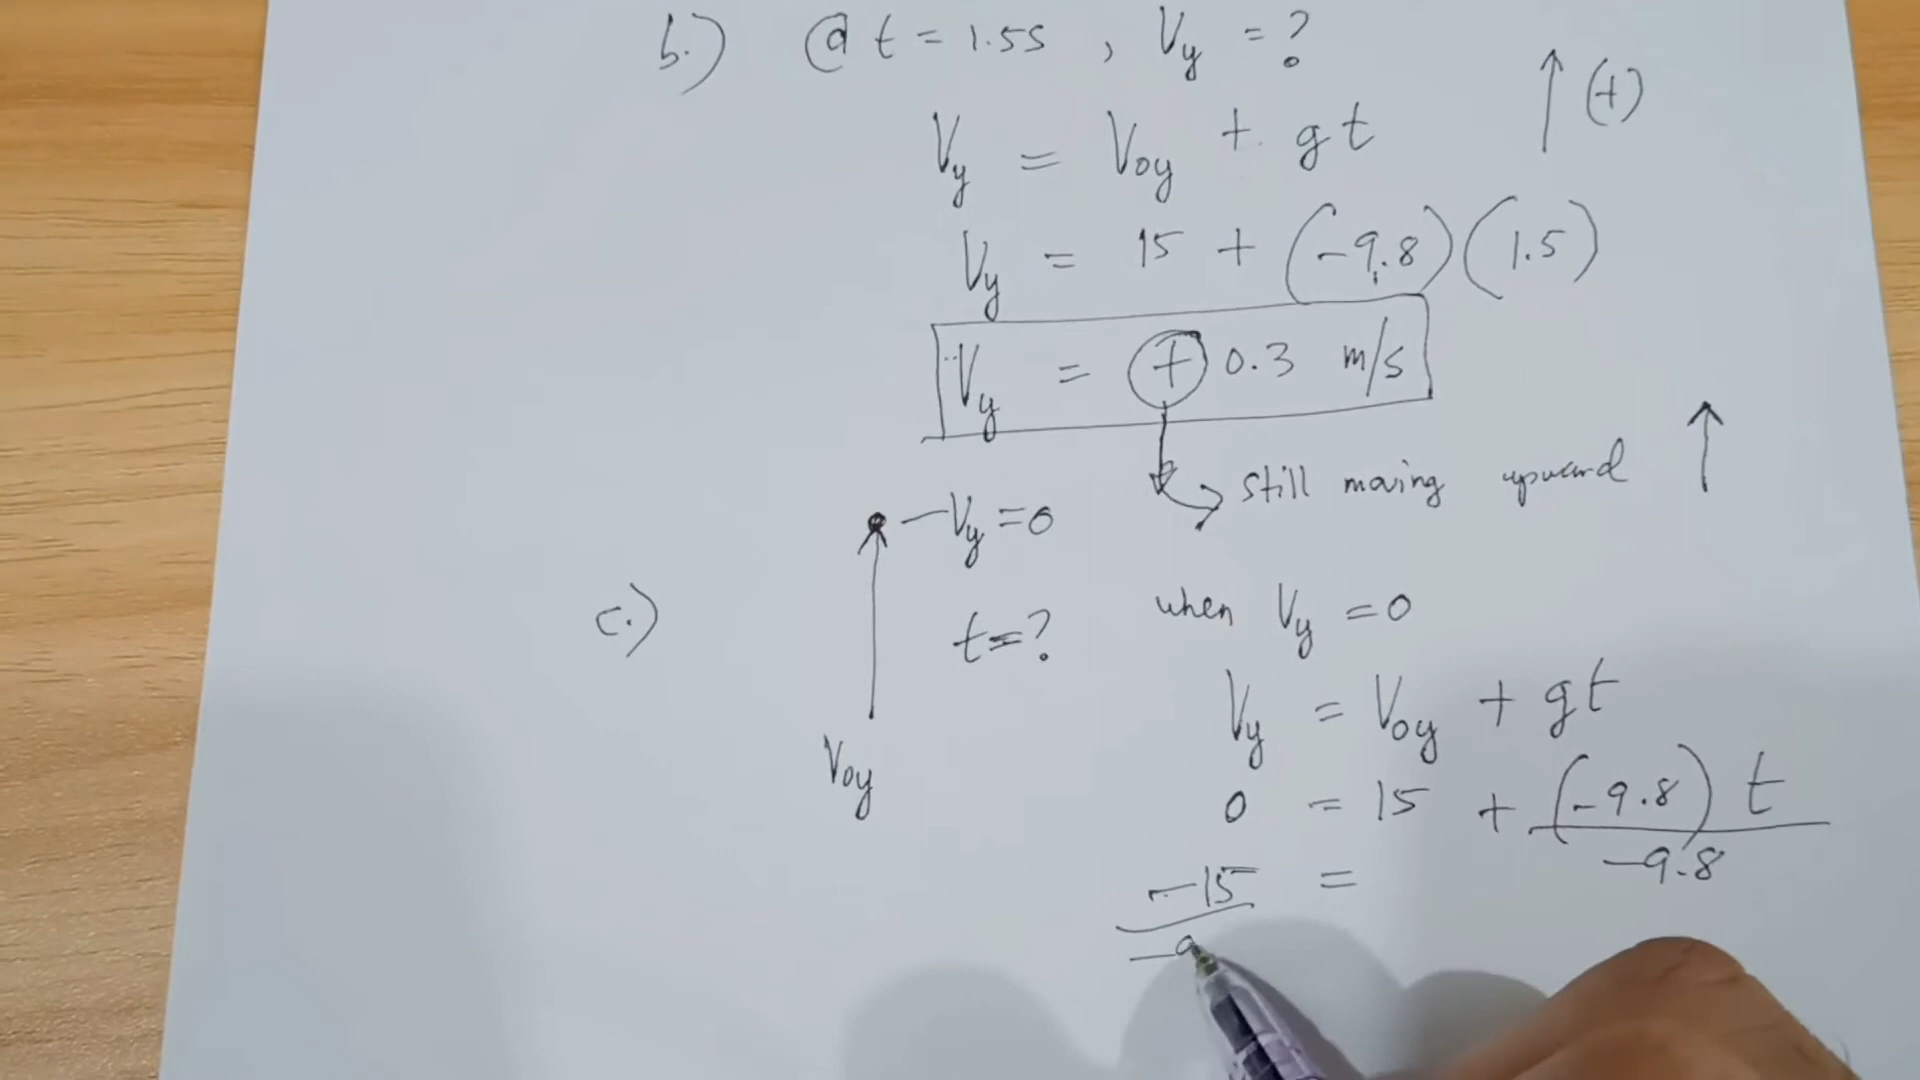 b.) @ t = 1.5s , Vy = ?
↑ (+)
Vy = Voy + gt
Vy = 15 + (-9.8)(1.5)
Vy = + 0.3 m/s
still moving upward ↑
Vy = 0
c.) t = ? when Vy = 0
Vy = Voy + gt
Voy
0 = 15 + (-9.8) t
-9.8
-15 =
-9